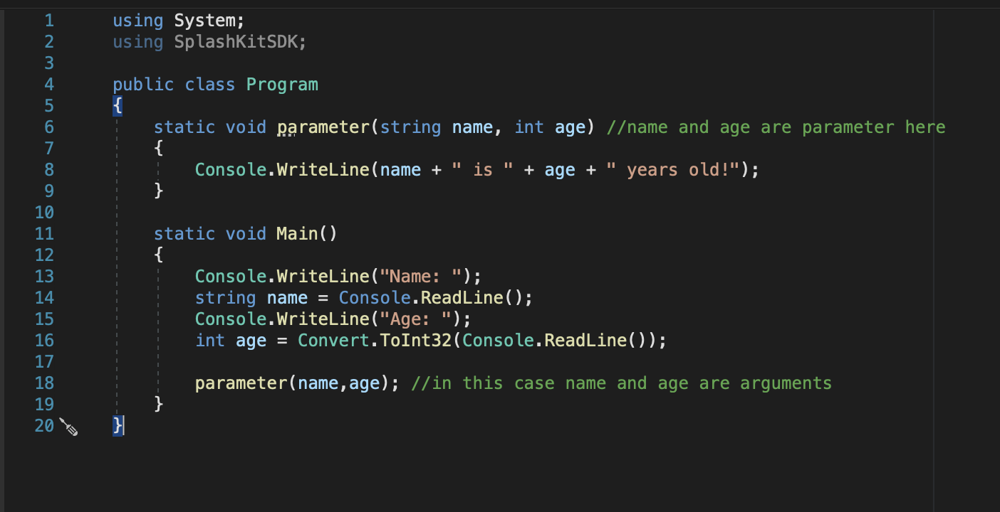 1 using System;
2 using SplashKitSDK;
3
4 public class Program
5 {
6 static void parameter(string name, int age) //name and age are parameter here
7 {
8 Console.WriteLine(name + " is " + age + " years old!");
9 }
10
11 static void Main()
12 {
13 Console.WriteLine("Name: ");
14 string name = Console.ReadLine();
15 Console.WriteLine("Age: ");
16 int age = Convert.ToInt32(Console.ReadLine());
17
18 parameter(name,age); //in this case name and age are arguments
19 }
20 }